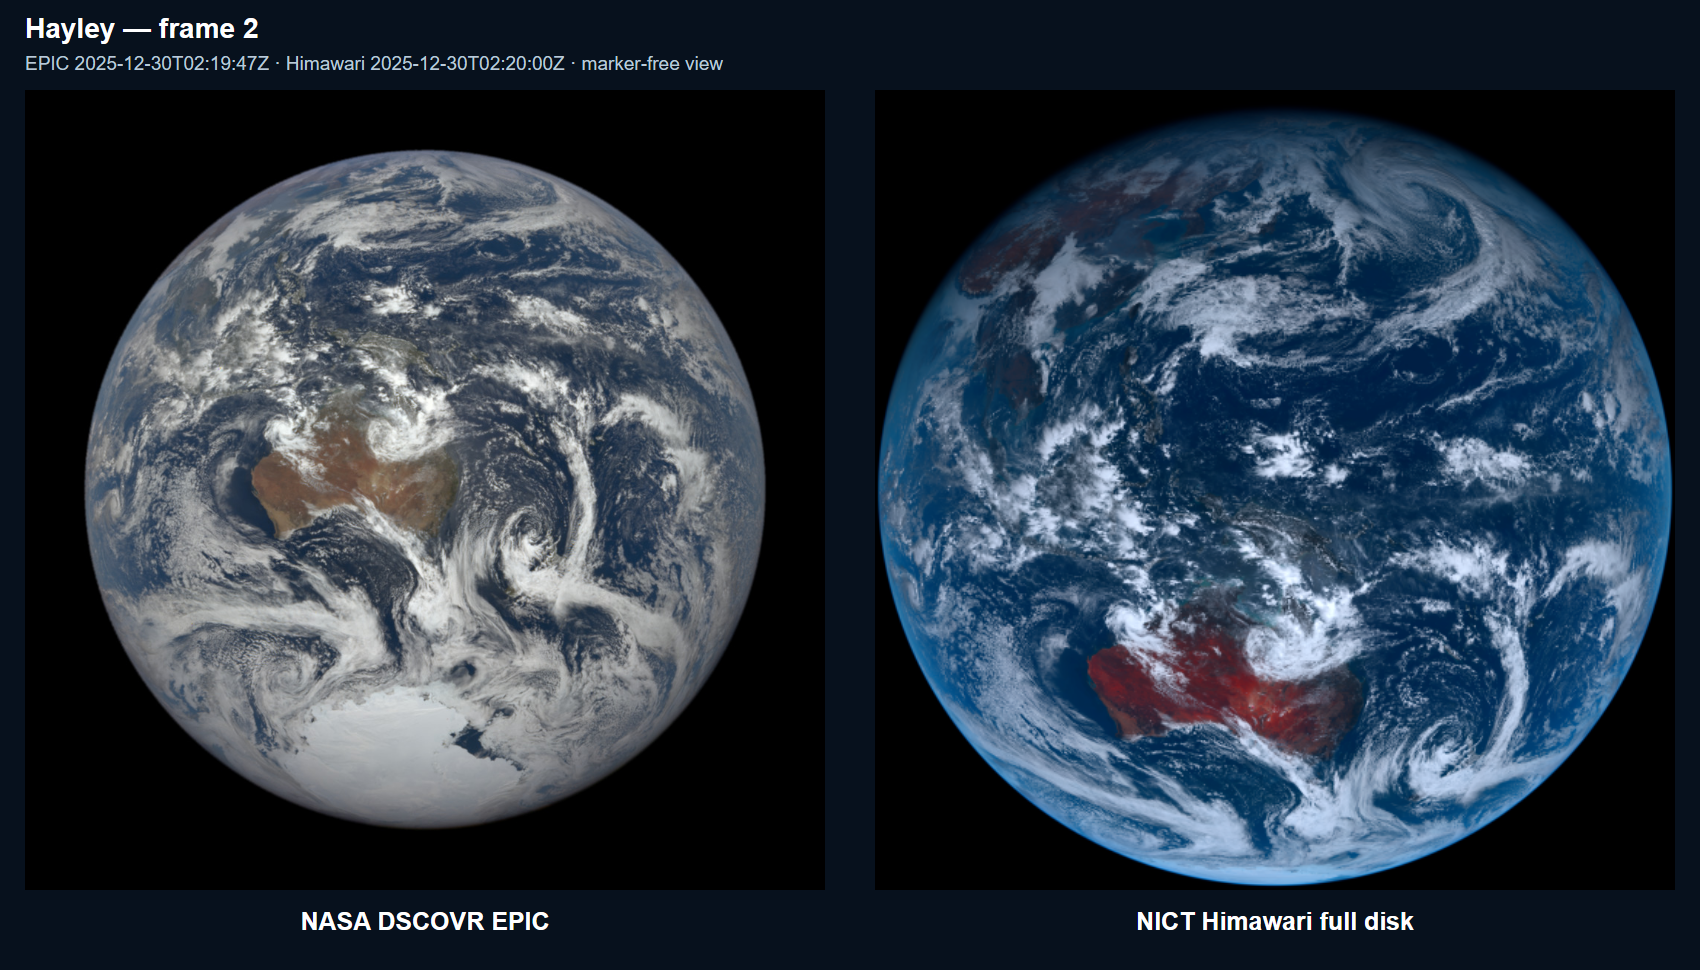 Hayley — frame 2
EPIC 2025-12-30T02:19:47Z · Himawari 2025-12-30T02:20:00Z · marker-free view
NASA DSCOVR EPIC
NICT Himawari full disk